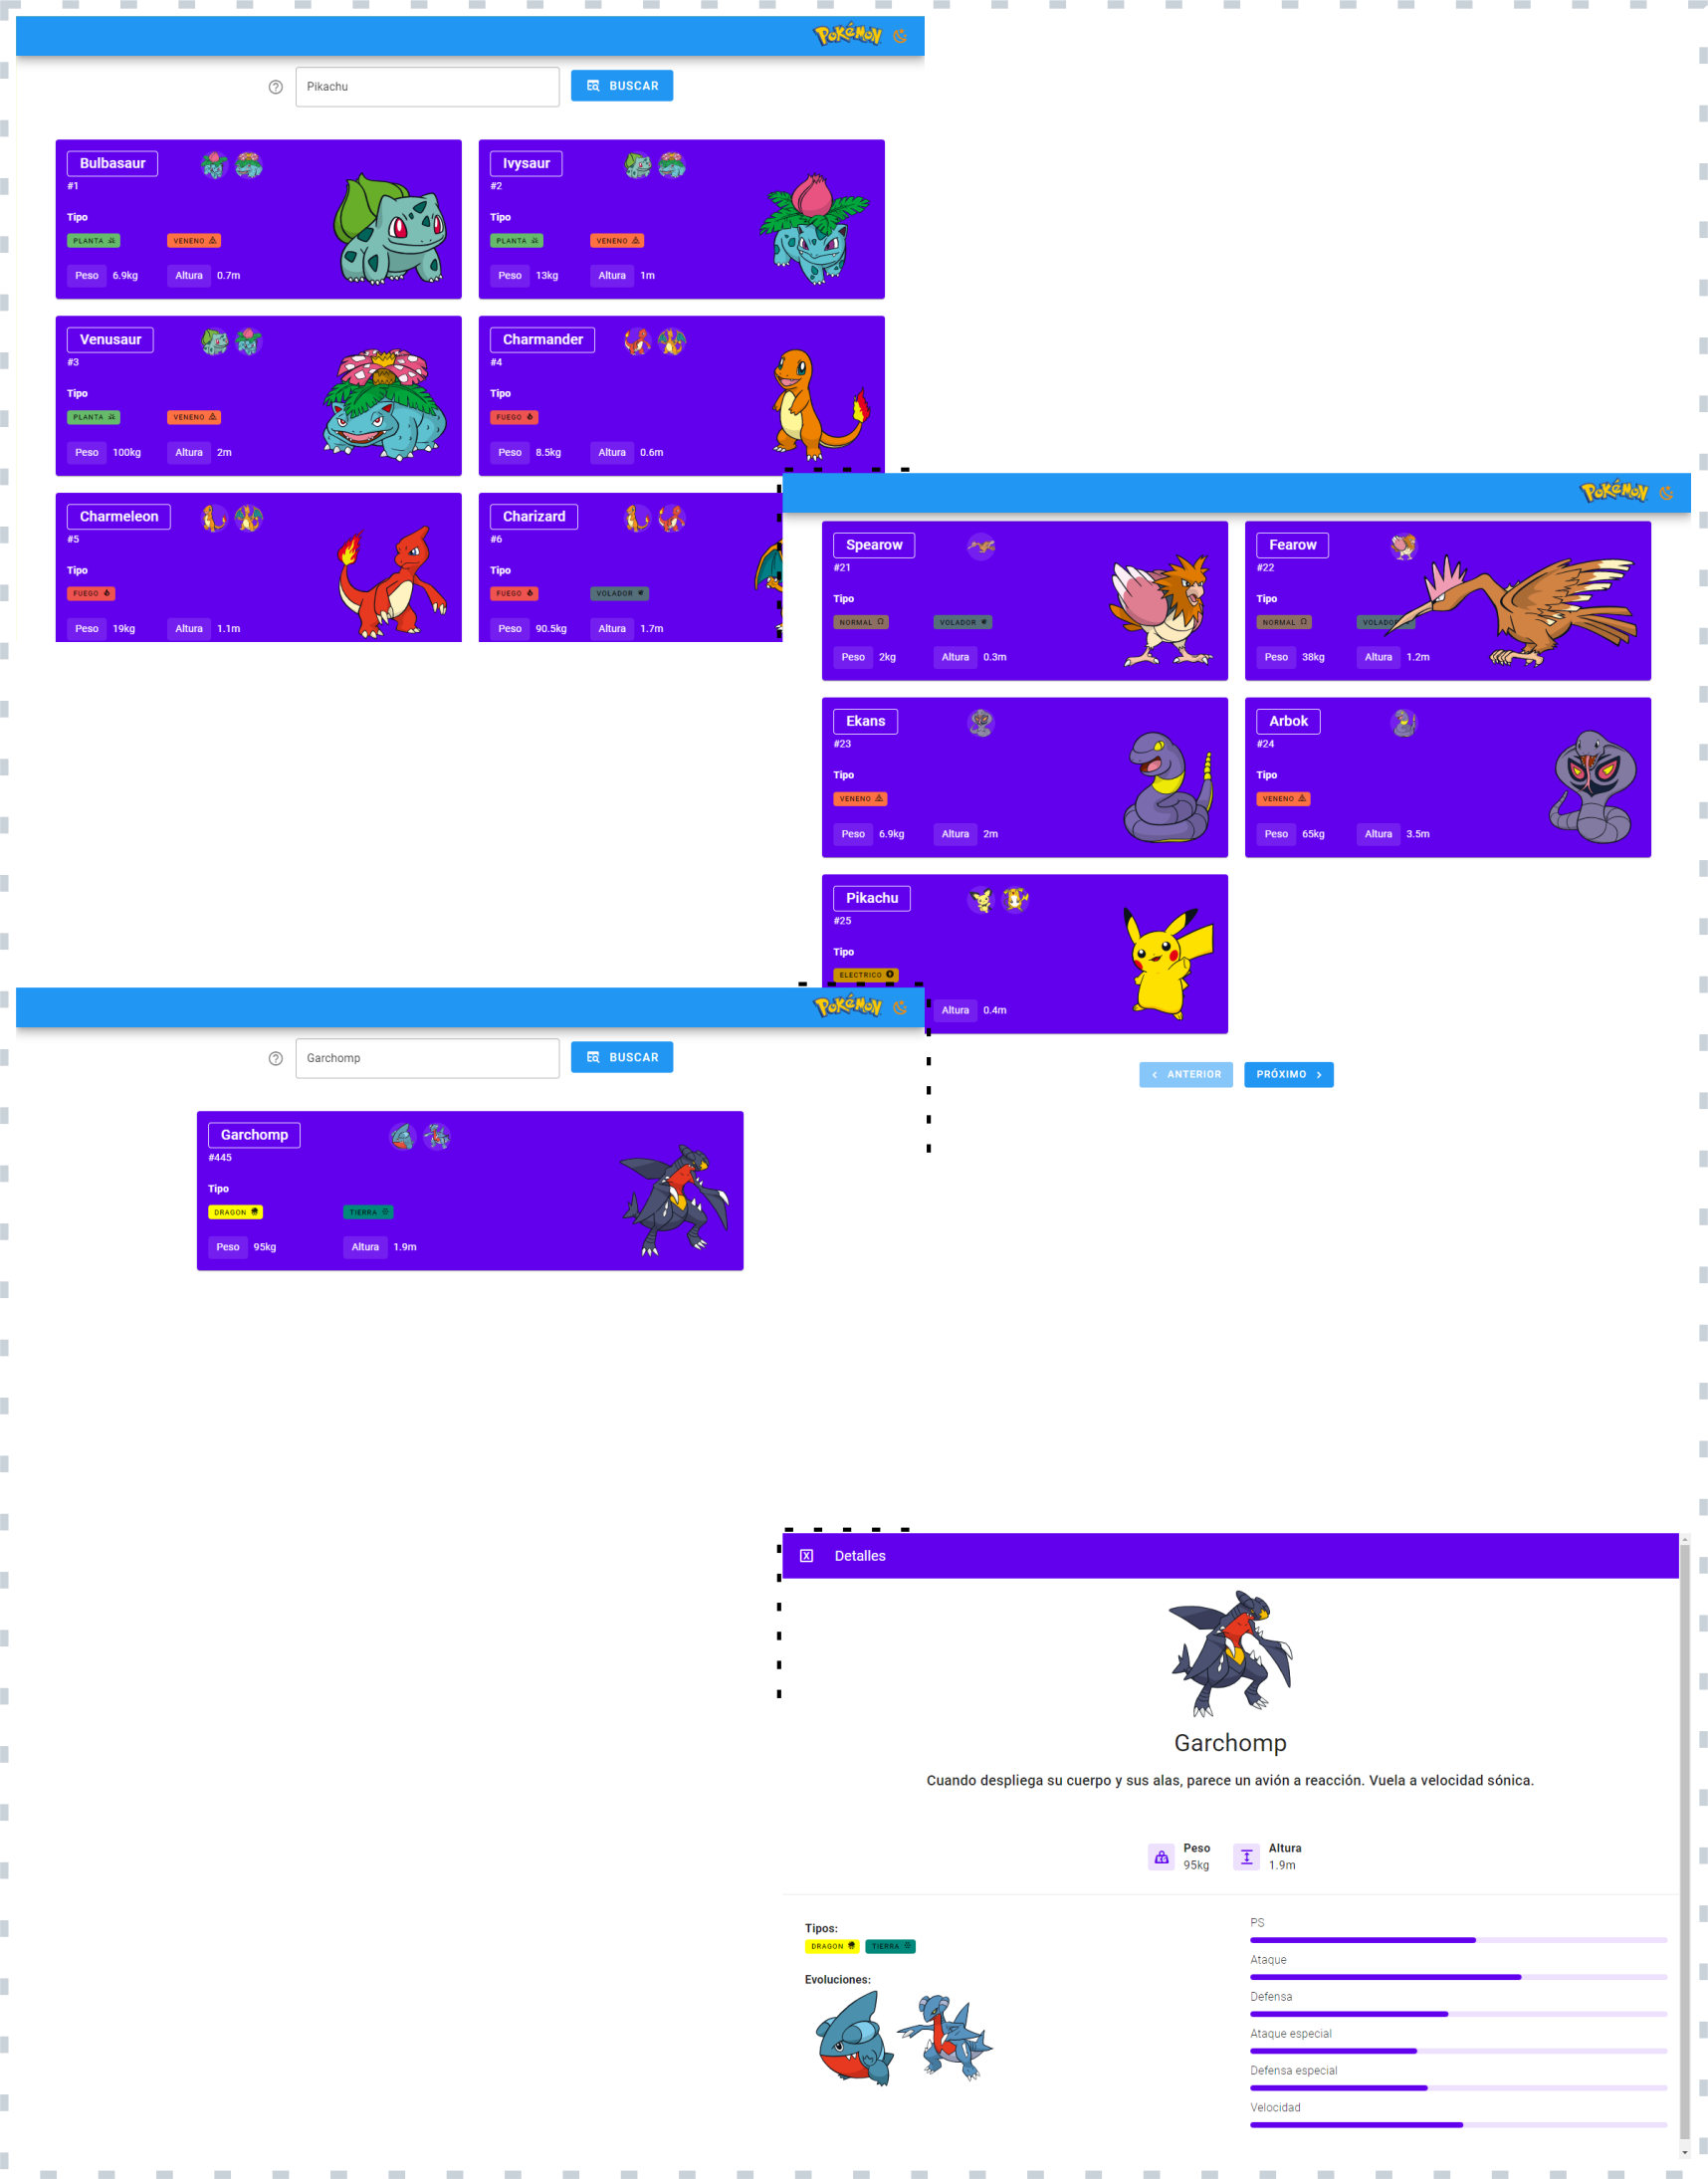 Pokémon
Pikachu
BUSCAR
Bulbasaur
#1
Tipo
PLANTA VENENO
Peso 6.9kg Altura 0.7m
Ivysaur
#2
Tipo
PLANTA VENENO
Peso 13kg Altura 1m
Venusaur
#3
Tipo
PLANTA VENENO
Peso 100kg Altura 2m
Charmander
#4
Tipo
FUEGO
Peso 8.5kg Altura 0.6m
Charmeleon
#5
Tipo
FUEGO
Peso 19kg Altura 1.1m
Charizard
#6
Tipo
FUEGO VOLADOR
Peso 90.5kg Altura 1.7m
Pokémon
Spearow
#21
Tipo
NORMAL VOLADOR
Peso 2kg Altura 0.3m
Fearow
#22
Tipo
NORMAL
Peso 38kg Altura 1.2m
Ekans
#23
Tipo
VENENO
Peso 6.9kg Altura 2m
Arbok
#24
Tipo
VENENO
Peso 65kg Altura 3.5m
Pikachu
#25
Tipo
ELECTRICO
Altura 0.4m
ANTERIOR PRÓXIMO
Pokémon
Garchomp
BUSCAR
Garchomp
#445
Tipo
DRAGON TIERRA
Peso 95kg Altura 1.9m
Detalles
Garchomp
Cuando despliega su cuerpo y sus alas, parece un avión a reacción. Vuela a velocidad sónica.
Peso Altura
95kg 1.9m
Tipos:
DRAGON TIERRA
Evoluciones:
PS
Ataque
Defensa
Ataque especial
Defensa especial
Velocidad